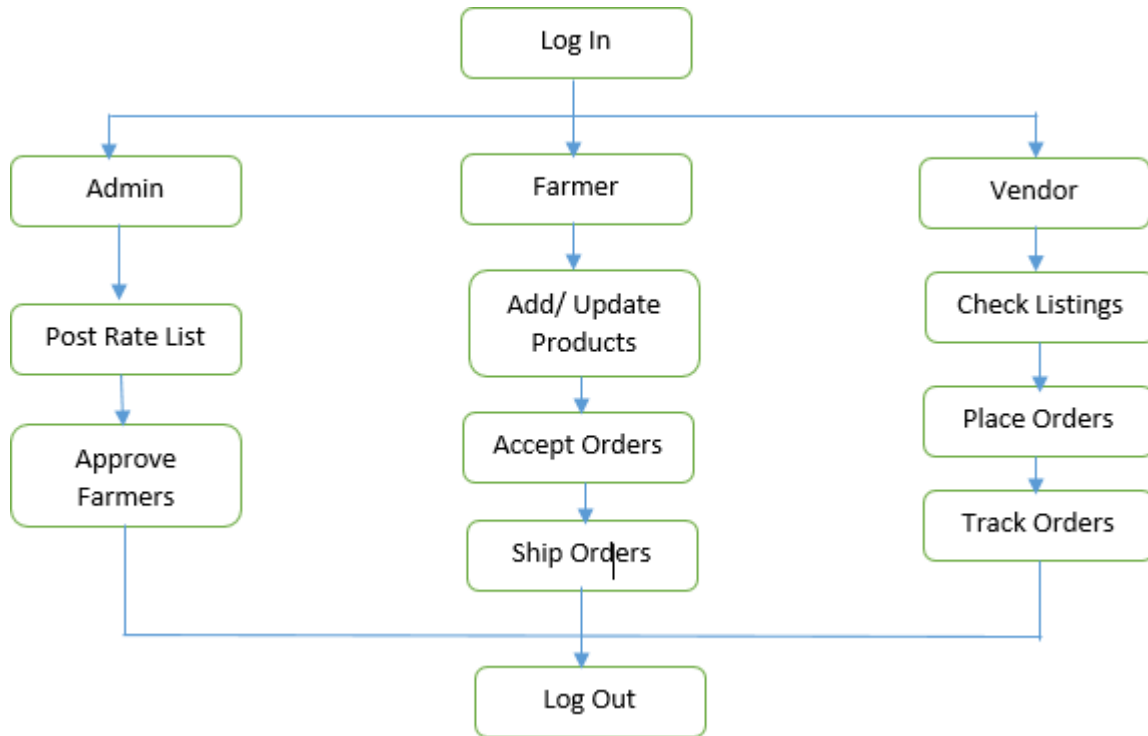 Log In
Admin
Farmer
Vendor
Post Rate List
Add/ Update
Products
Check Listings
Approve
Farmers
Accept Orders
Place Orders
Ship Orders
Track Orders
Log Out